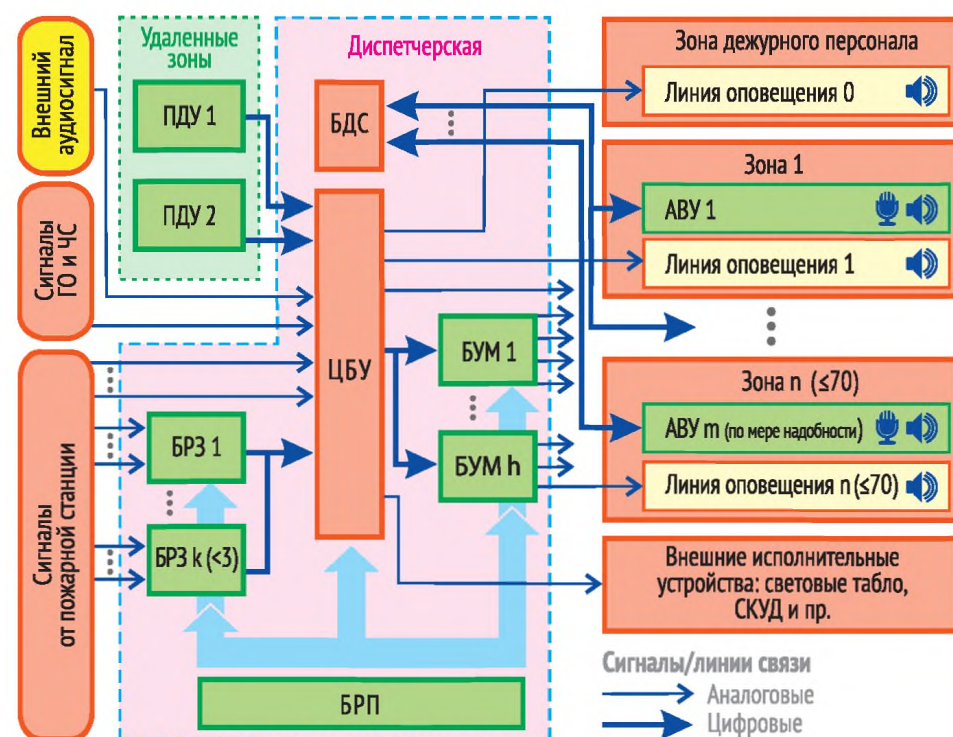 Внешний
аудиосигнал
Сигналы
ГО и ЧС
Сигналы
от пожарной станции
Удаленные
зоны
ПДУ 1
ПДУ 2
Диспетчерская
БДС
ЦБУ
БРЗ 1
БРЗ k (<3)
БУМ 1
БУМ h
БРП
Зона дежурного персонала
Линия оповещения 0
Зона 1
АВУ 1
Линия оповещения 1
Зона n (≤70)
АВУ m (по мере надобности)
Линия оповещения n (≤70)
Внешние исполнительные
устройства: световые табло,
СКУД и пр.
Сигналы/линии связи
Аналоговые
Цифровые